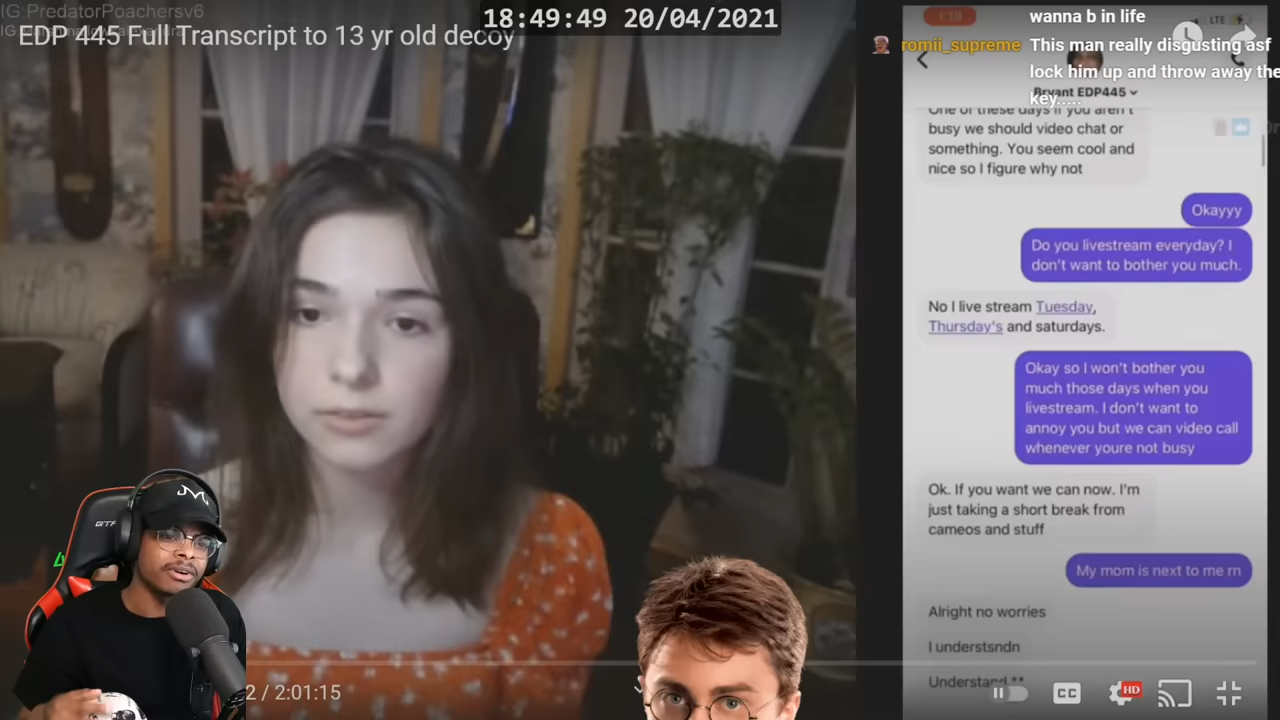 IG PredatorPoachersv6
EDP 445 Full Transcript to 13 yr old decoy
18:49:49 20/04/2021
wanna b in life
romii_supreme This man really disgusting asf
lock him up and throw away the
key.....
LTE
Bryant EDP445
One of these days if you aren't
busy we should video chat or
something. You seem cool and
nice so I figure why not
Okayyy
Do you livestream everyday? I
don't want to bother you much.
No I live stream Tuesday,
Thursday's and saturdays.
Okay so I won't bother you
much those days when you
livestream. I don't want to
annoy you but we can video call
whenever youre not busy
Ok. If you want we can now. I'm
just taking a short break from
cameos and stuff
My mom is next to me rn
Alright no worries
I understsndn
Understand **
2 / 2:01:15
CC
HD